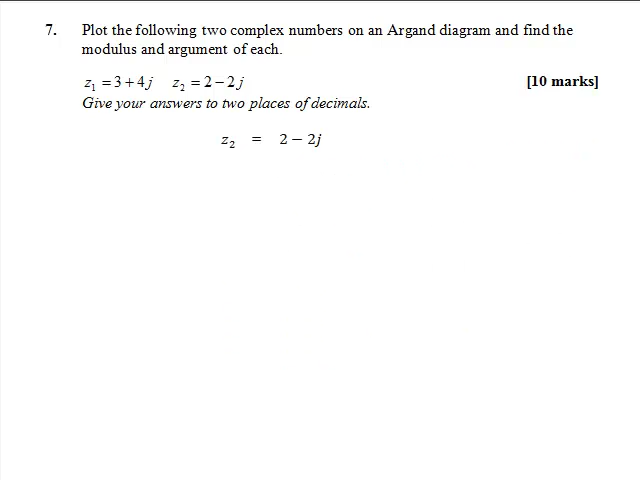 7. Plot the following two complex numbers on an Argand diagram and find the
modulus and argument of each.
z₁ = 3 + 4j z₂ = 2 − 2j [10 marks]
Give your answers to two places of decimals.
z₂ = 2 − 2j